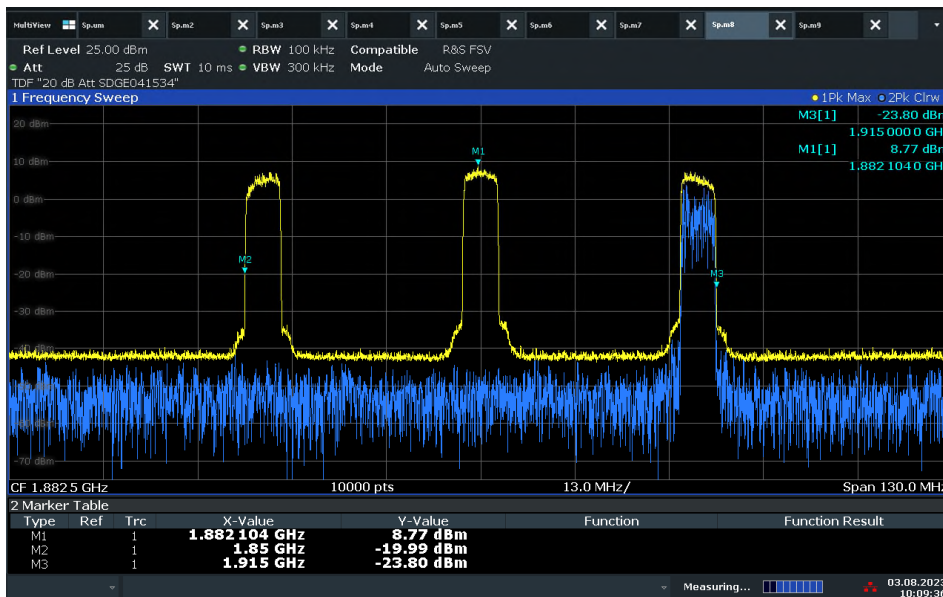 MultiView Sp.um Sp.m2 Sp.m3 Sp.m4 Sp.m5 Sp.m6 Sp.m7 Sp.m8 Sp.m9
Ref Level 25.00 dBm RBW 100 kHz Compatible R&S FSV
Att 25 dB SWT 10 ms VBW 300 kHz Mode Auto Sweep
TDF "20 dB Att SDGE041534"
1 Frequency Sweep 1Pk Max 2Pk Clrw
M3[1] -23.80 dBm
20 dBm
1.915 000 0 GH
M1[1] 8.77 dBm
1.882 104 0 GH
M1
10 dBm
0 dBm
-10 dBm
M2
-20 dBm
M3
-30 dBm
-40 dBm
-70 dBm
CF 1.882 5 GHz 10000 pts 13.0 MHz/ Span 130.0 MHz
2 Marker Table
Type Ref Trc X-Value Y-Value Function Function Result
M1 1 1.882 104 GHz 8.77 dBm
M2 1 1.85 GHz -19.99 dBm
M3 1 1.915 GHz -23.80 dBm
Measuring... 03.08.2023
10:09:36